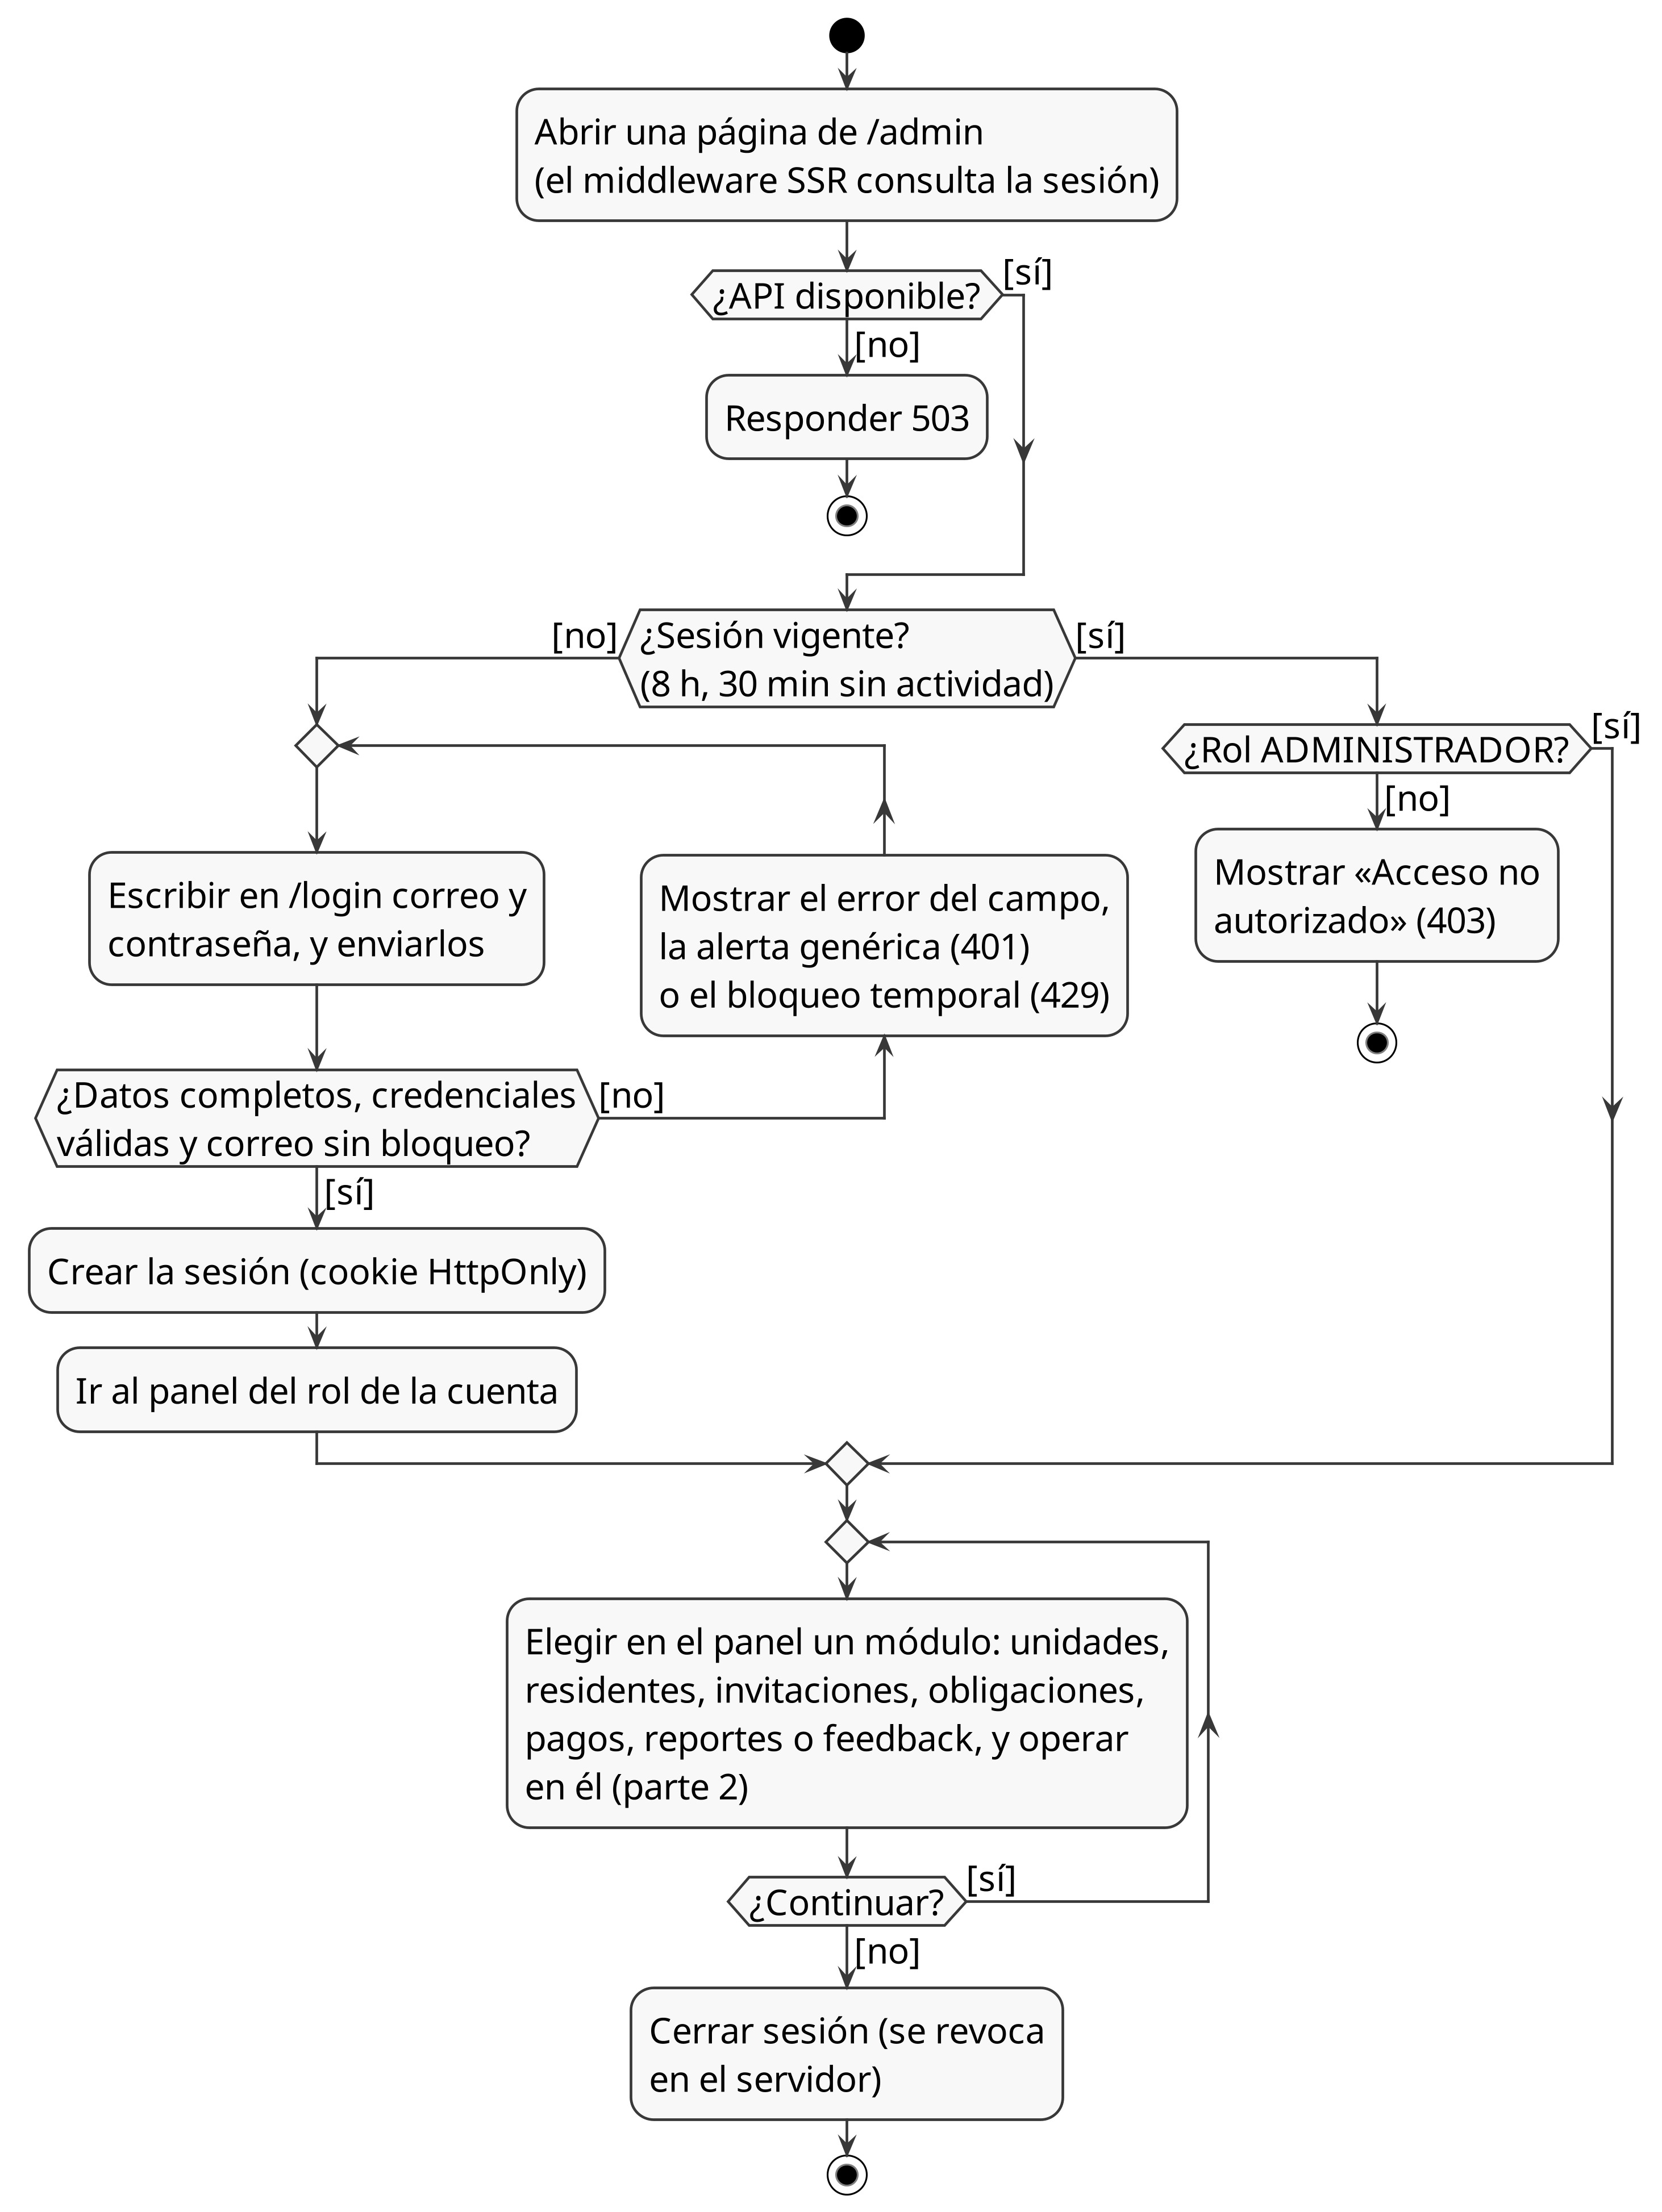 Abrir una página de /admin
(el middleware SSR consulta la sesión)
¿API disponible?
[sí]
[no]
Responder 503
[no]
¿Sesión vigente?
(8 h, 30 min sin actividad)
[sí]
¿Rol ADMINISTRADOR?
[sí]
[no]
Mostrar «Acceso no
autorizado» (403)
Escribir en /login correo y
contraseña, y enviarlos
Mostrar el error del campo,
la alerta genérica (401)
o el bloqueo temporal (429)
¿Datos completos, credenciales
válidas y correo sin bloqueo?
[no]
[sí]
Crear la sesión (cookie HttpOnly)
Ir al panel del rol de la cuenta
Elegir en el panel un módulo: unidades,
residentes, invitaciones, obligaciones,
pagos, reportes o feedback, y operar
en él (parte 2)
¿Continuar?
[sí]
[no]
Cerrar sesión (se revoca
en el servidor)